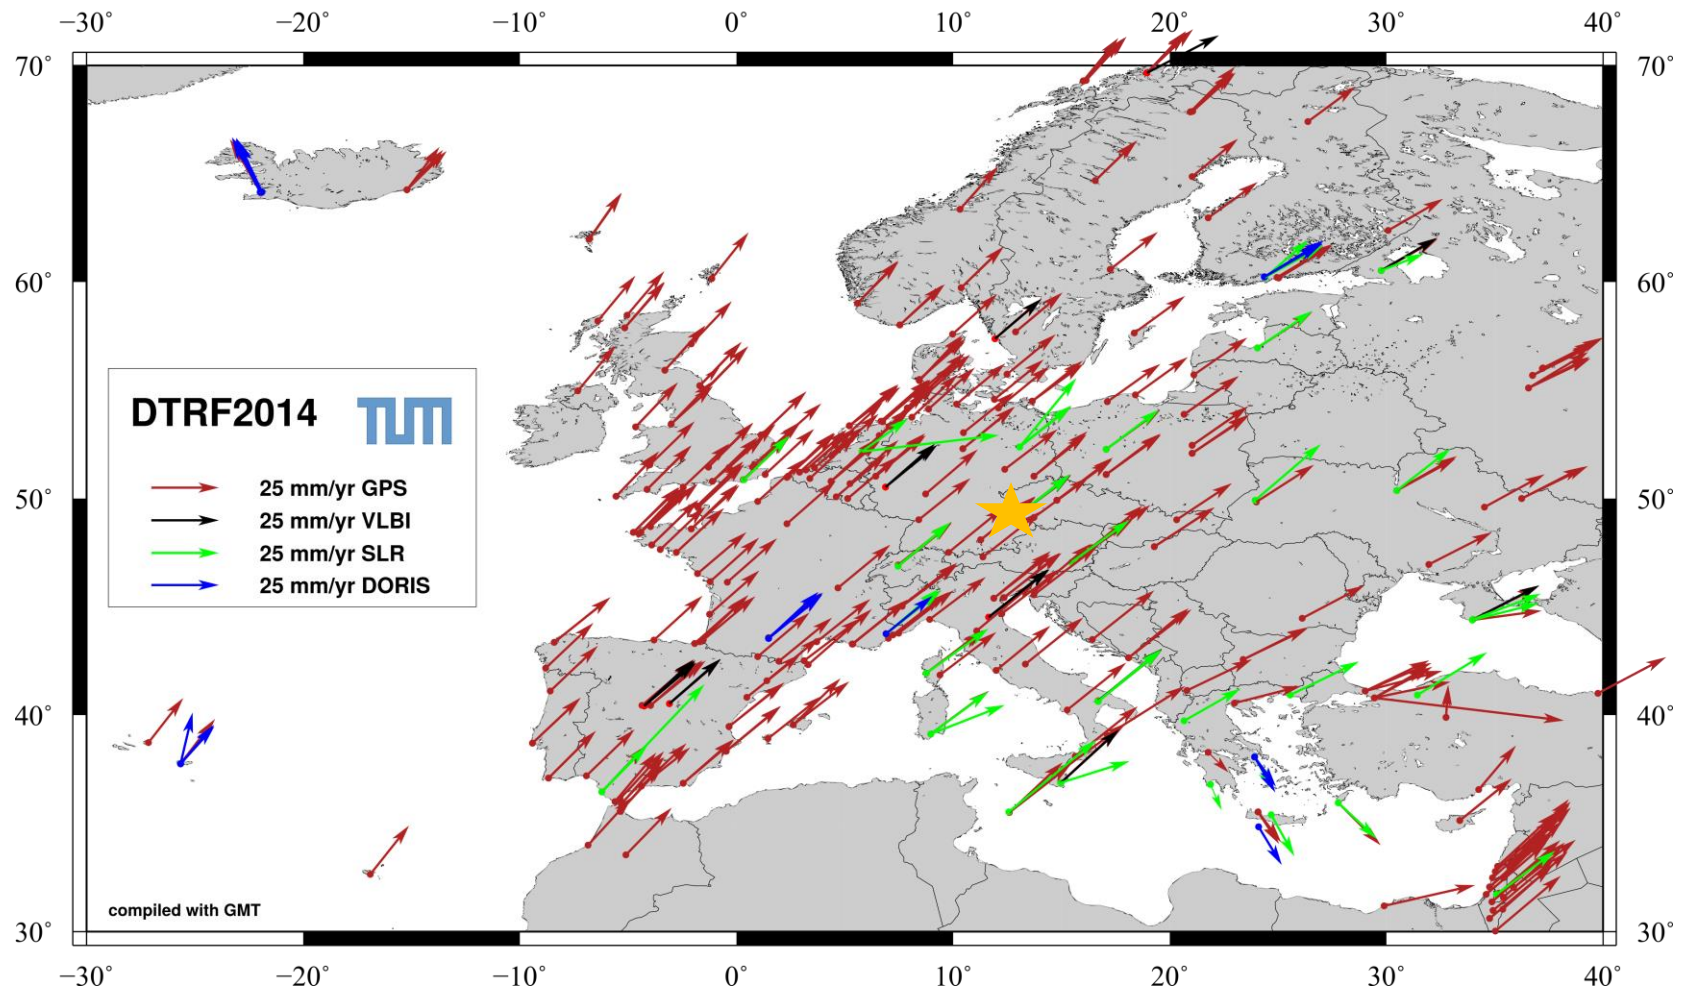 −30° −20° −10° 0° 10° 20° 30° 40°
70° 70°
60° 60°
DTRF2014 TUM
25 mm/yr GPS
50° 50°
25 mm/yr VLBI
25 mm/yr SLR
25 mm/yr DORIS
40° 40°
compiled with GMT
30° 30°
−30° −20° −10° 0° 10° 20° 30° 40°